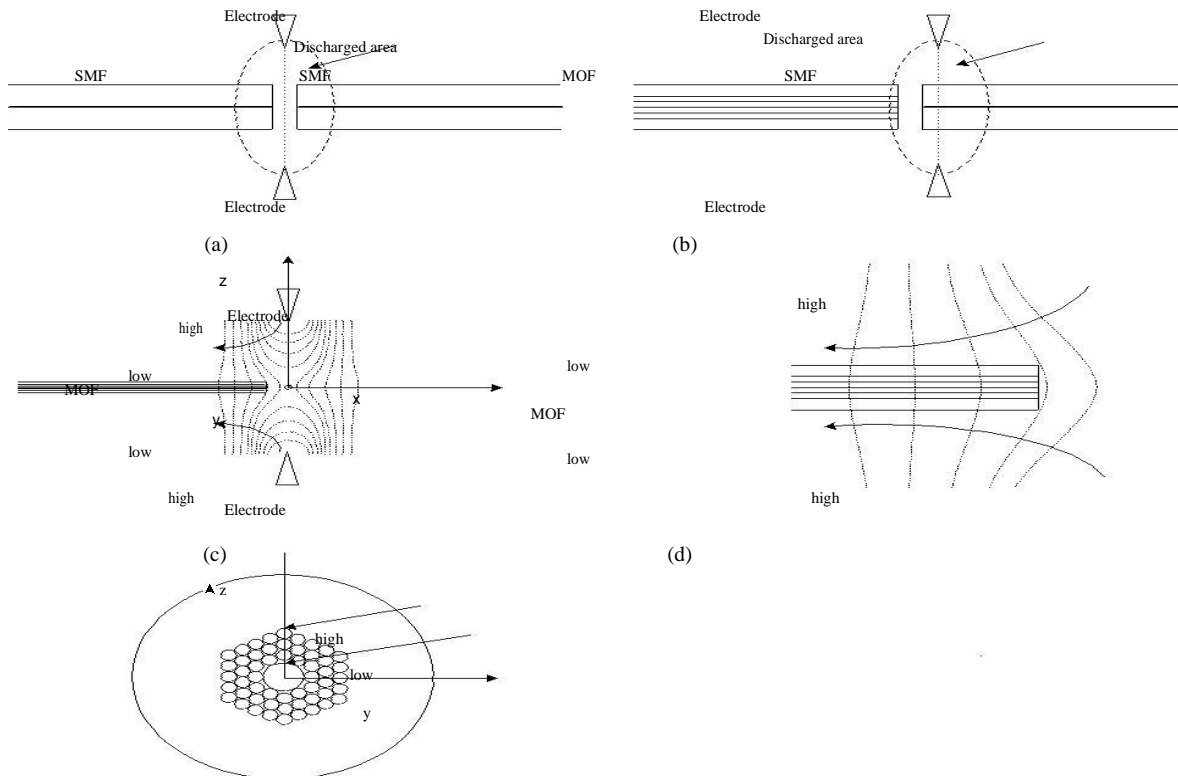 Electrode Electrode
Discharged area Discharged area
SMF SMF MOF SMF
Electrode Electrode
(a) (b)
z
high high
Electrode
low low
MOF x
MOF
y
low low
high high
Electrode
(c) (d)
z
high
low
y